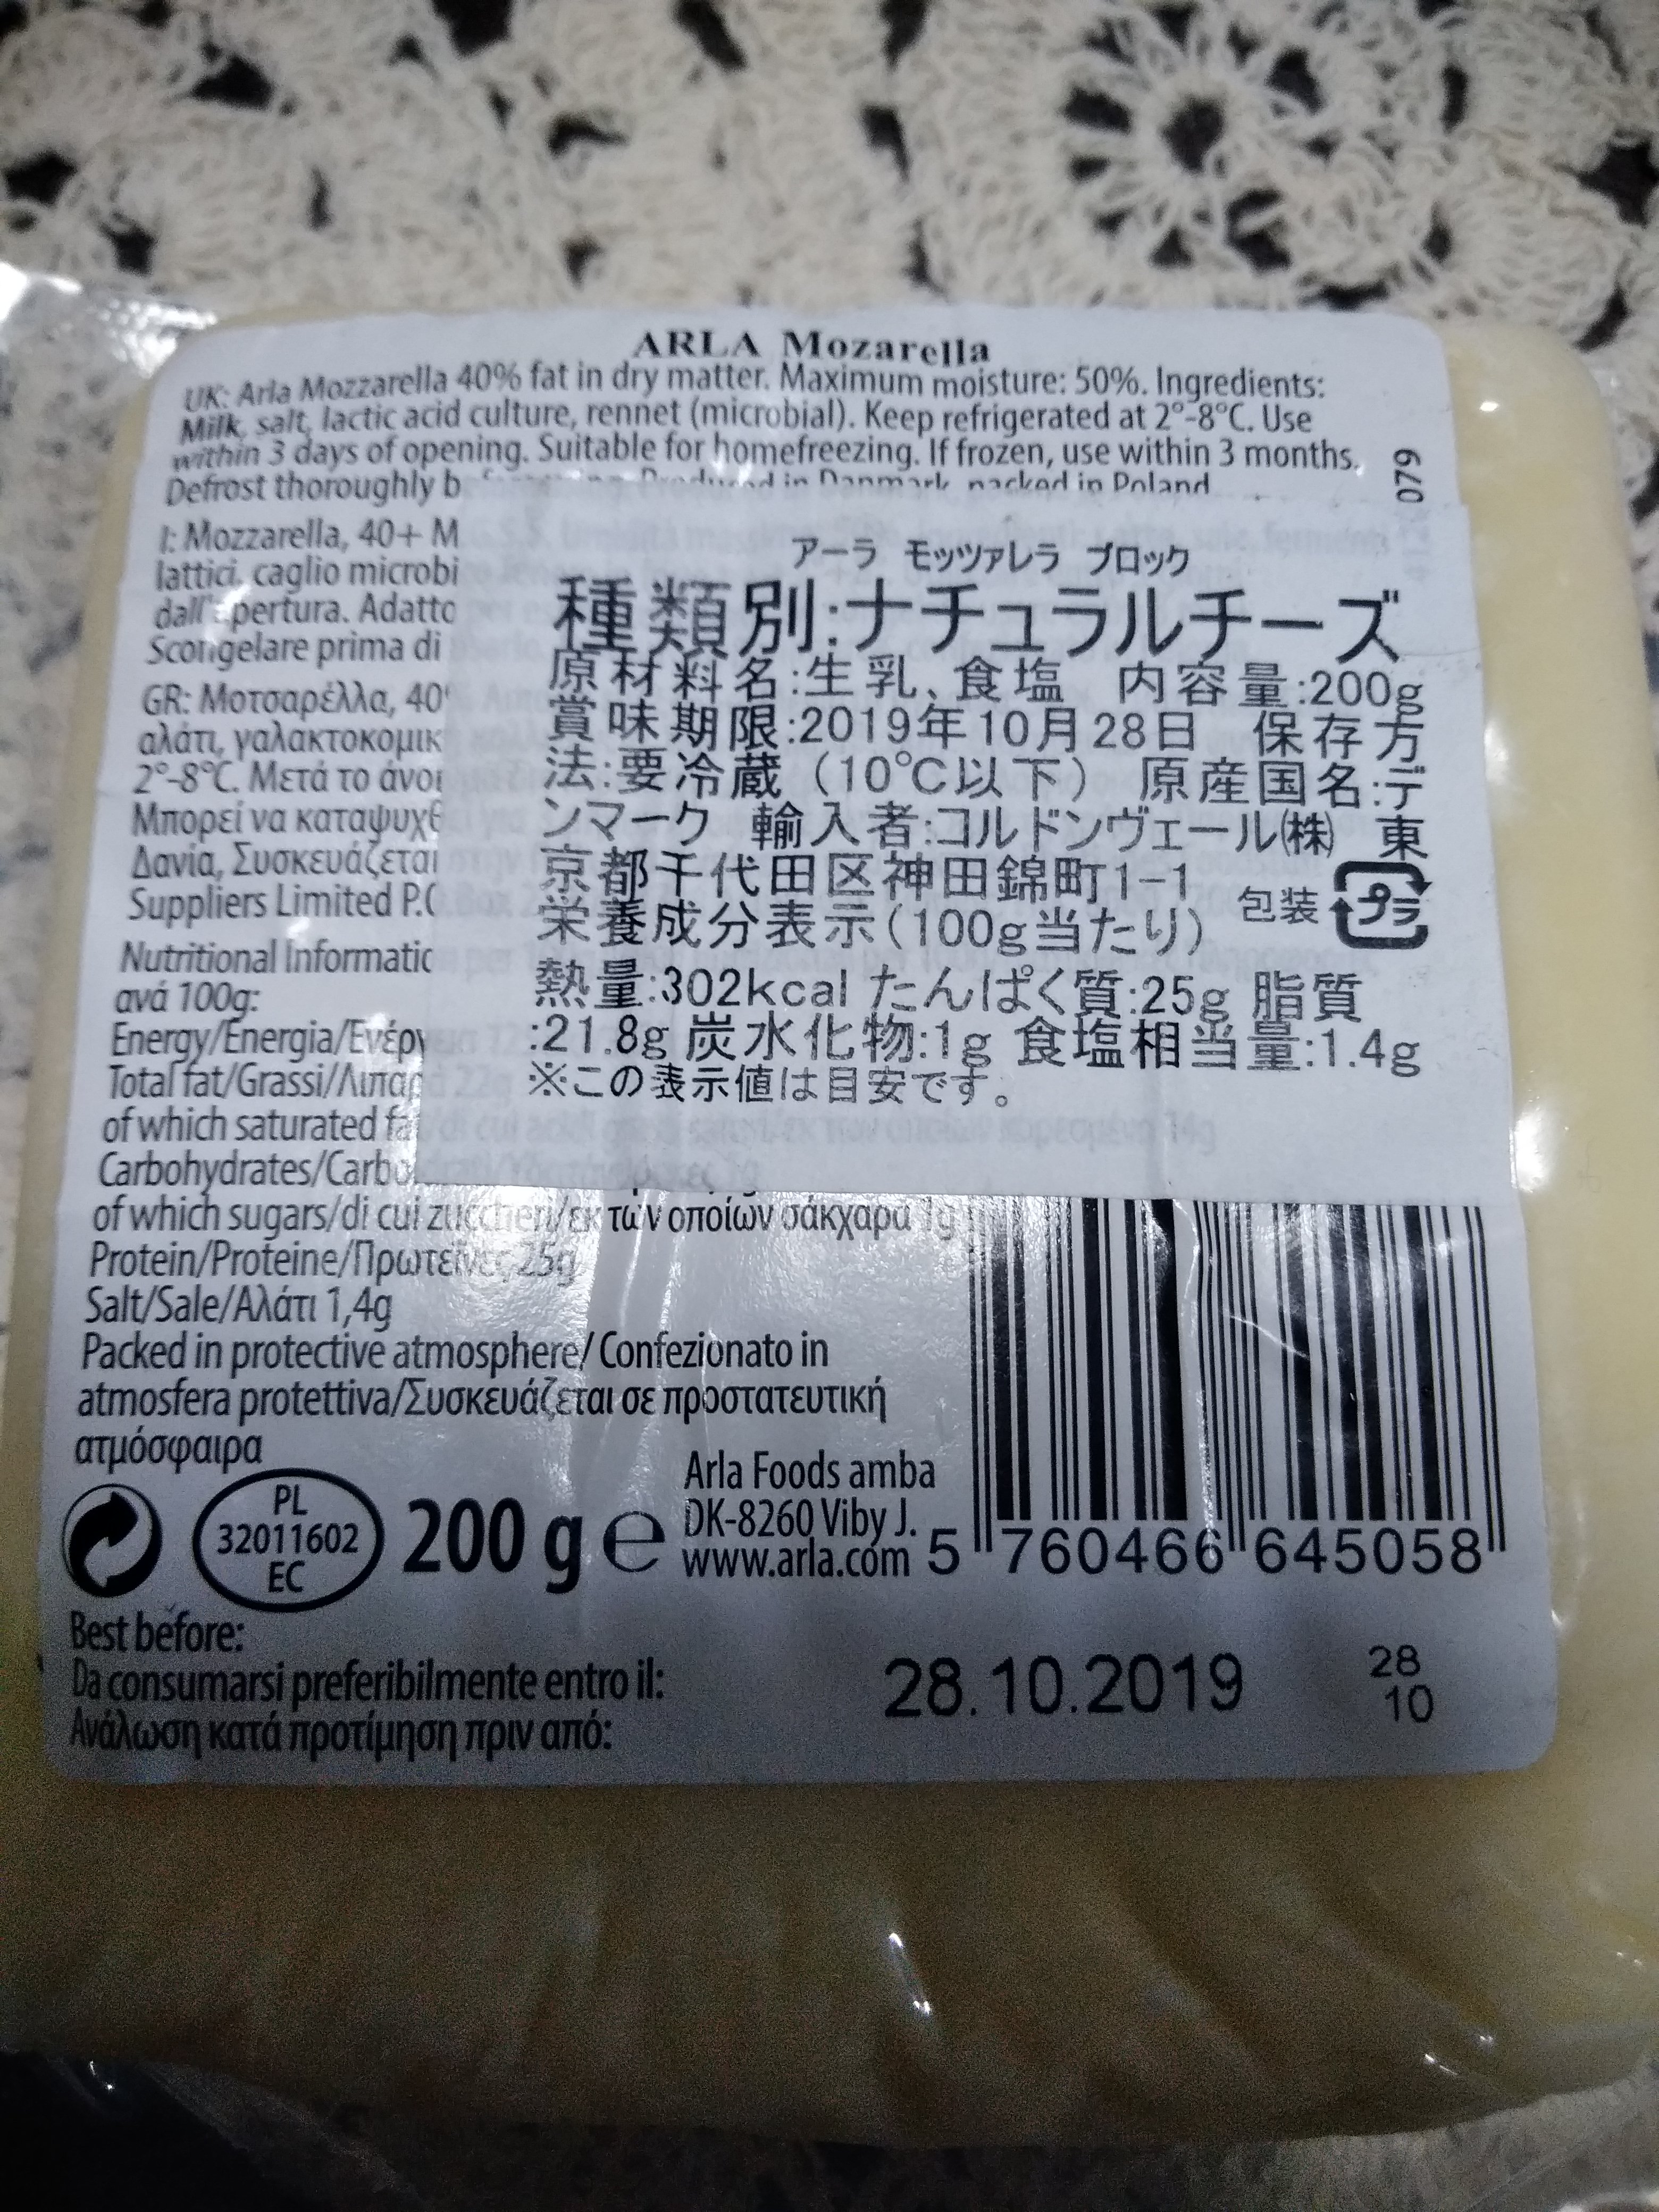 ARLA Mozarella
UK: Arla Mozzarella 40% fat in dry matter. Maximum moisture: 50%. Ingredients:
Milk, salt, lactic acid culture, rennet (microbial). Keep refrigerated at 2°-8°C. Use
within 3 days of opening. Suitable for homefreezing. If frozen, use within 3 months.
Defrost thoroughly b Produced in Danmark, packed in Poland
079
I: Mozzarella, 40+ M
lattici, caglio microbi
dall'apertura. Adatto
Scongelare prima di
GR: Μοτσαρέλλα, 40
αλάτι, γαλακτοκομικ
2°-8°C. Μετά το άνοι
Μπορεί να καταψυχθ
Δανία, Συσκευάζεται
Suppliers Limited P.O
Nutritional Informatic
ανά 100g:
Energy/Energia/Ενέργ
Total fat/Grassi/Λιπαρ
of which saturated fa
Carbohydrates/Carbo
of which sugars/di cui zuccheri/εκ των οποίων σάκχαρα 1g
Protein/Proteine/Πρωτεΐνες 25g
Salt/Sale/Αλάτι 1,4g
Packed in protective atmosphere/ Confezionato in
atmosfera protettiva/Συσκευάζεται σε προστατευτική
ατμόσφαιρα
アーラ モッツァレラ ブロック
種類別:ナチュラルチーズ
原材料名:生乳、食塩 内容量:200g
賞味期限:2019年10月28日 保存方
法:要冷蔵（10℃以下） 原産国名:デ
ンマーク 輸入者:コルドンヴェール㈱ 東
京都千代田区神田錦町1-1
包装 プラ
栄養成分表示(100g当たり)
熱量:302kcal たんぱく質:25g 脂質
:21.8g 炭水化物:1g 食塩相当量:1.4g
※この表示値は目安です。
PL
32011602
EC
200 g e
Arla Foods amba
DK-8260 Viby J.
www.arla.com
5 760466 645058
Best before:
Da consumarsi preferibilmente entro il:
Ανάλωση κατά προτίμηση πριν από:
28.10.2019
28
10